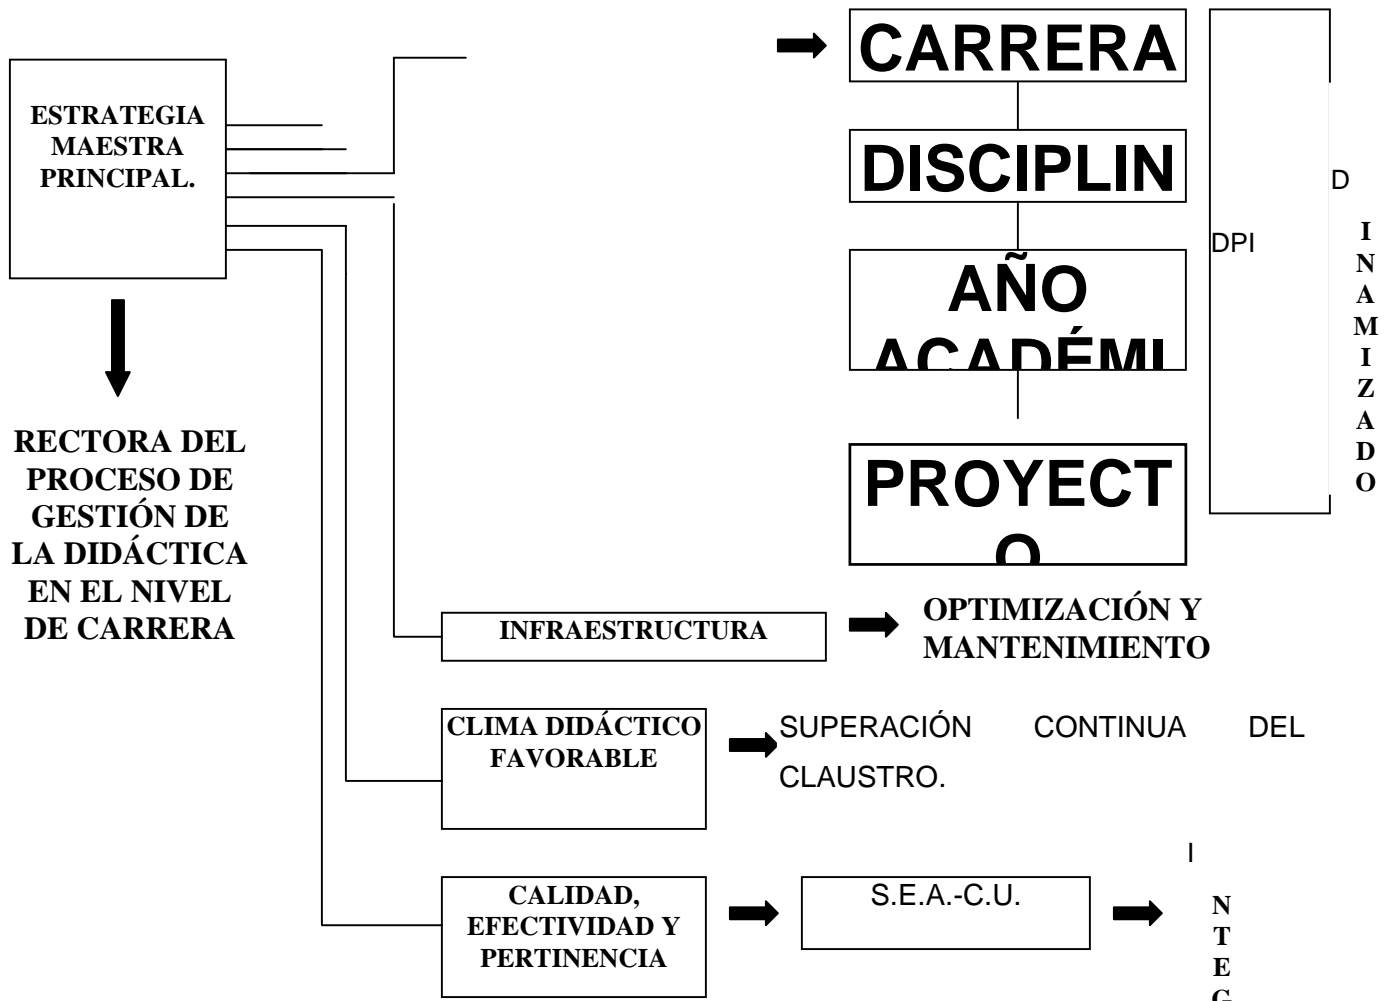 CARRERA
ESTRATEGIA
MAESTRA
PRINCIPAL.
DISCIPLIN
D
I
N
A
M
I
Z
A
D
O
DPI
AÑO
ACADÉMI
RECTORA DEL
PROCESO DE
GESTIÓN DE
LA DIDÁCTICA
EN EL NIVEL
DE CARRERA
PROYECT
O
INFRAESTRUCTURA
OPTIMIZACIÓN Y
MANTENIMIENTO
CLIMA DIDÁCTICO
FAVORABLE
SUPERACIÓN CONTINUA DEL
CLAUSTRO.
CALIDAD,
EFECTIVIDAD Y
PERTINENCIA
S.E.A.-C.U.
I
N
T
E
G